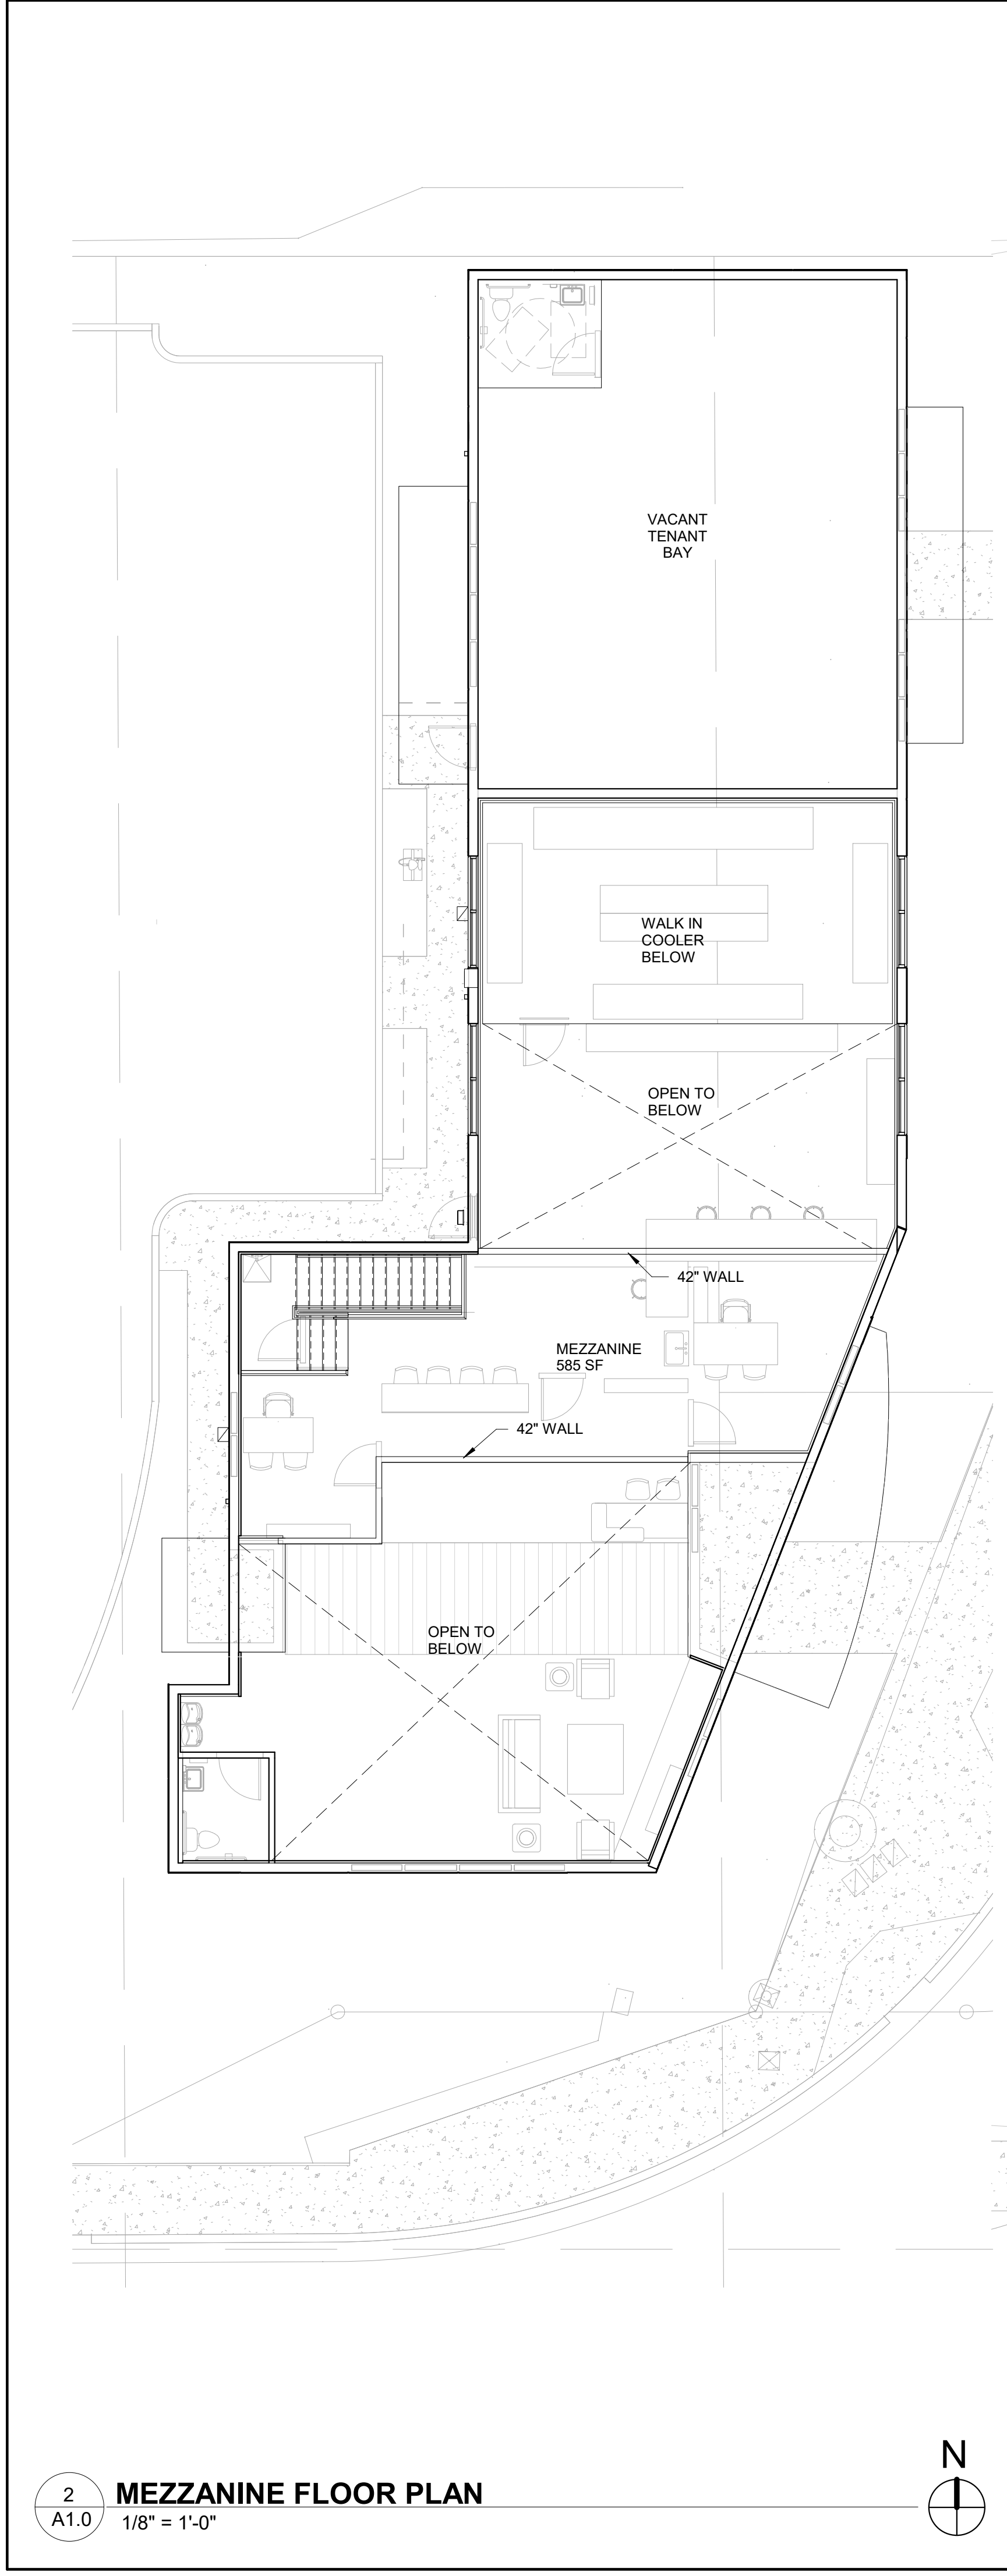 VACANT
TENANT
BAY
WALK IN
COOLER
BELOW
OPEN TO
BELOW
42" WALL
MEZZANINE
585 SF
42" WALL
OPEN TO
BELOW
N
2
A1.0
MEZZANINE FLOOR PLAN
1/8" = 1'-0"